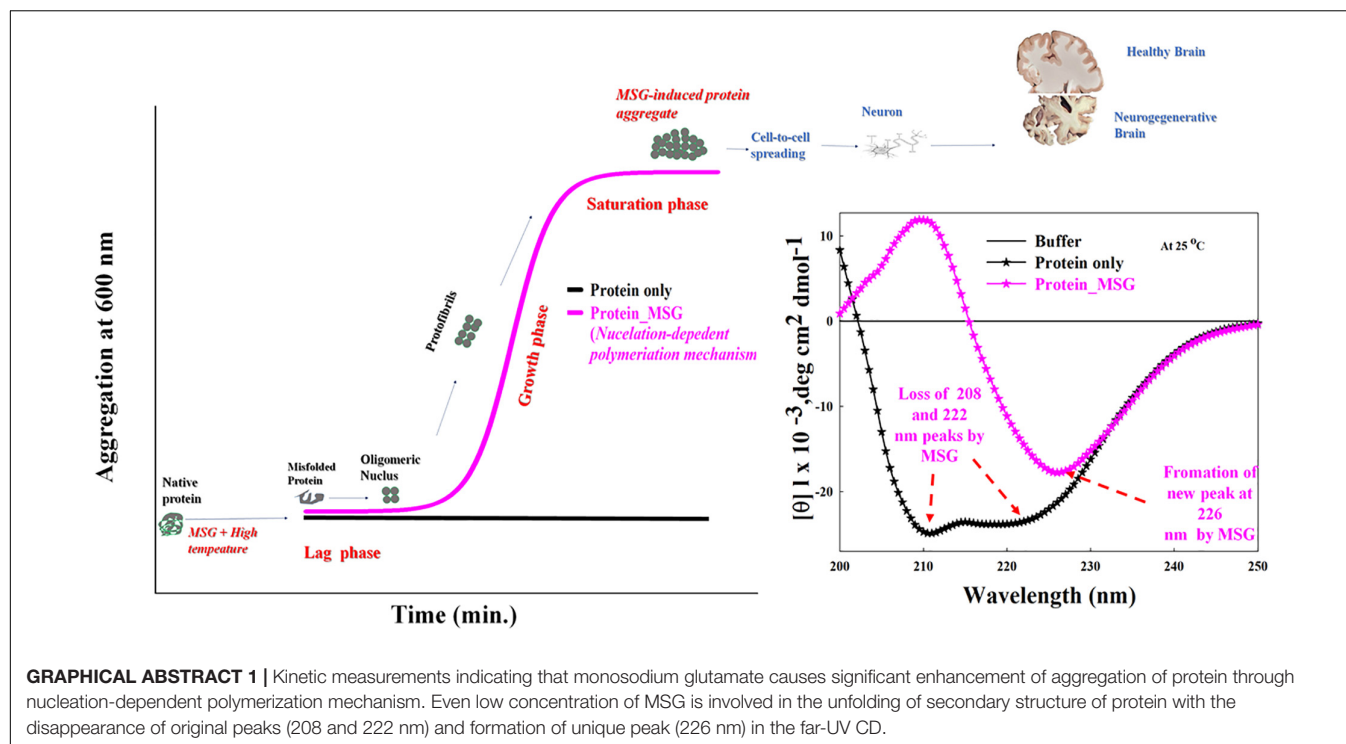 Healthy Brain
Neurogegenerative
Brain
MSG-induced protein
aggregate
Cell-to-cell
spreading
Neuron
Aggregation at 600 nm
Saturation phase
Protofibrils
Growth phase
Protein only
Protein_MSG
(Nucelation-depedent
polymeriation mechanism
Misfolded
Protein
Oligomeric
Nuclus
Native
protein
MSG + High
tempeature
Lag phase
Time (min.)
[θ] l x 10 -3,deg cm2 dmol-1
10
0
-10
-20
Buffer
Protein only
Protein_MSG
At 25 °C
Loss of 208
and 222
nm peaks by
MSG
Fromation of
new peak at
226
nm by MSG
200 210 220 230 240 250
Wavelength (nm)
GRAPHICAL ABSTRACT 1 | Kinetic measurements indicating that monosodium glutamate causes significant enhancement of aggregation of protein through
nucleation-dependent polymerization mechanism. Even low concentration of MSG is involved in the unfolding of secondary structure of protein with the
disappearance of original peaks (208 and 222 nm) and formation of unique peak (226 nm) in the far-UV CD.